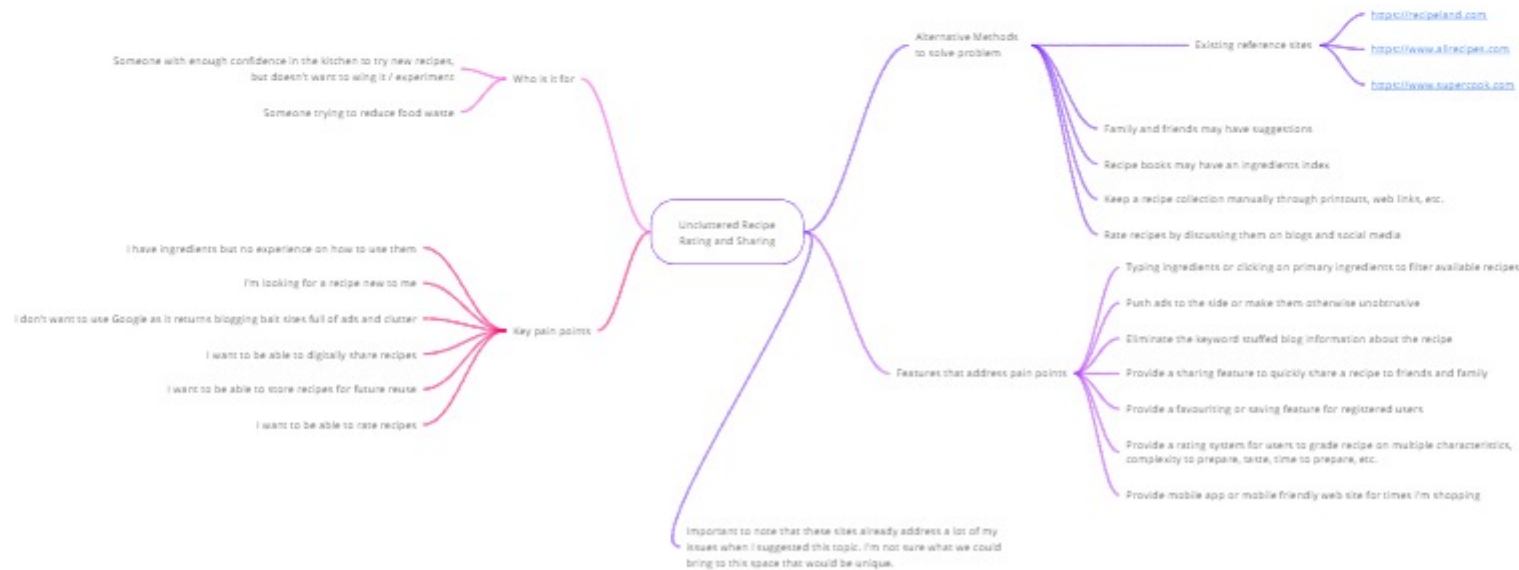 Someone with enough confidence in the kitchen to try new recipes,
but doesn't want to wing it / experiment
Someone trying to reduce food waste
Who is it for
I have ingredients but no experience on how to use them
I'm looking for a recipe new to me
I don't want to use Google as it returns blogging bait sites full of ads and clutter
I want to be able to digitally share recipes
I want to be able to store recipes for future reuse
I want to be able to rate recipes
Key pain points
Uncluttered Recipe
Rating and Sharing
Alternative Methods
to solve problem
Existing reference sites
https://recipeland.com
https://www.allrecipes.com
https://www.supercook.com
Family and friends may have suggestions
Recipe books may have an ingredients index
Keep a recipe collection manually through printouts, web links, etc.
Rate recipes by discussing them on blogs and social media
Features that address pain points
Typing ingredients or clicking on primary ingredients to filter available recipes
Push ads to the side or make them otherwise unobtrusive
Eliminate the keyword stuffed blog information about the recipe
Provide a sharing feature to quickly share a recipe to friends and family
Provide a favouriting or saving feature for registered users
Provide a rating system for users to grade recipe on multiple characteristics,
complexity to prepare, taste, time to prepare, etc.
Provide mobile app or mobile friendly web site for times I'm shopping
Important to note that these sites already address a lot of my
issues when I suggested this topic. I'm not sure what we could
bring to this space that would be unique.